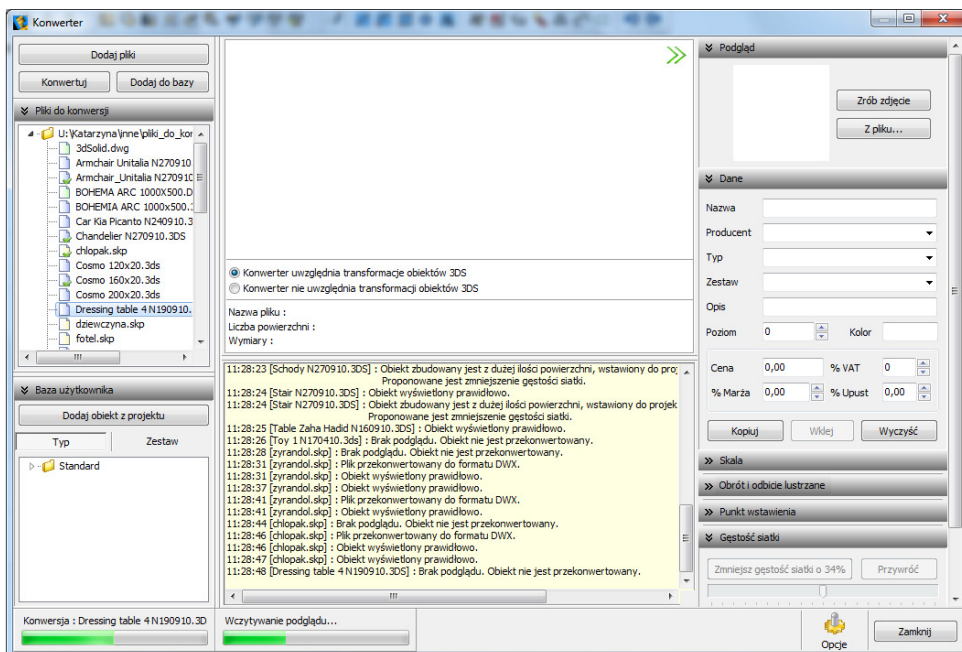 Konwerter
Dodaj pliki
Konwertuj
Dodaj do bazy
Pliki do konwersji
U:\Katarzyna\inne\pliki_do_kor
3dSolid.dwg
Armchair Unitalia N270910
Armchair_Unitalia N27091C
BOHEMA ARC 1000X500.D
BOHEMIA ARC 1000x500.:
Car Kia Picanto N240910.3
Chandelier N270910.3DS
chlopak.skp
Cosmo 120x20.3ds
Cosmo 160x20.3ds
Cosmo 200x20.3ds
Dressing table 4 N190910.
dziewczyna.skp
fotel.skp
Baza użytkownika
Dodaj obiekt z projektu
Typ
Zestaw
Standard
Konwerter uwzględnia transformacje obiektów 3DS
Konwerter nie uwzględnia transformacji obiektów 3DS
Nazwa pliku :
Liczba powierzchni :
Wymiary :
11:28:23 [Schody N270910.3DS] : Obiekt zbudowany jest z dużej ilości powierzchni, wstawiony do proj
Proponowane jest zmniejszenie gęstości siatki.
11:28:24 [Stair N270910.3DS] : Obiekt wyświetlony prawidłowo.
11:28:24 [Stair N270910.3DS] : Obiekt zbudowany jest z dużej ilości powierzchni, wstawiony do projek
Proponowane jest zmniejszenie gęstości siatki.
11:28:25 [Table Zaha Hadid N160910.3DS] : Obiekt wyświetlony prawidłowo.
11:28:26 [Toy 1 N170410.3ds] : Brak podglądu. Obiekt nie jest przekonwertowany.
11:28:28 [zyrandol.skp] : Brak podglądu. Obiekt nie jest przekonwertowany.
11:28:31 [zyrandol.skp] : Plik przekonwertowany do formatu DWX.
11:28:31 [zyrandol.skp] : Obiekt wyświetlony prawidłowo.
11:28:37 [zyrandol.skp] : Obiekt wyświetlony prawidłowo.
11:28:41 [zyrandol.skp] : Plik przekonwertowany do formatu DWX.
11:28:41 [zyrandol.skp] : Obiekt wyświetlony prawidłowo.
11:28:44 [chlopak.skp] : Brak podglądu. Obiekt nie jest przekonwertowany.
11:28:46 [chlopak.skp] : Plik przekonwertowany do formatu DWX.
11:28:46 [chlopak.skp] : Obiekt wyświetlony prawidłowo.
11:28:47 [chlopak.skp] : Obiekt wyświetlony prawidłowo.
11:28:48 [Dressing table 4 N190910.3DS] : Brak podglądu. Obiekt nie jest przekonwertowany.
Podgląd
Zrób zdjęcie
Z pliku...
Dane
Nazwa
Producent
Typ
Zestaw
Opis
Poziom 0 Kolor
Cena 0,00 % VAT 0
% Marża 0,00 % Upust 0,00
Kopiuj
Wklej
Wyczyść
Skala
Obrót i odbicie lustrzane
Punkt wstawienia
Gęstość siatki
Zmniejsz gęstość siatki o 34%
Przywróć
Konwersja : Dressing table 4 N190910.3D
Wczytywanie podglądu...
Opcje
Zamknij